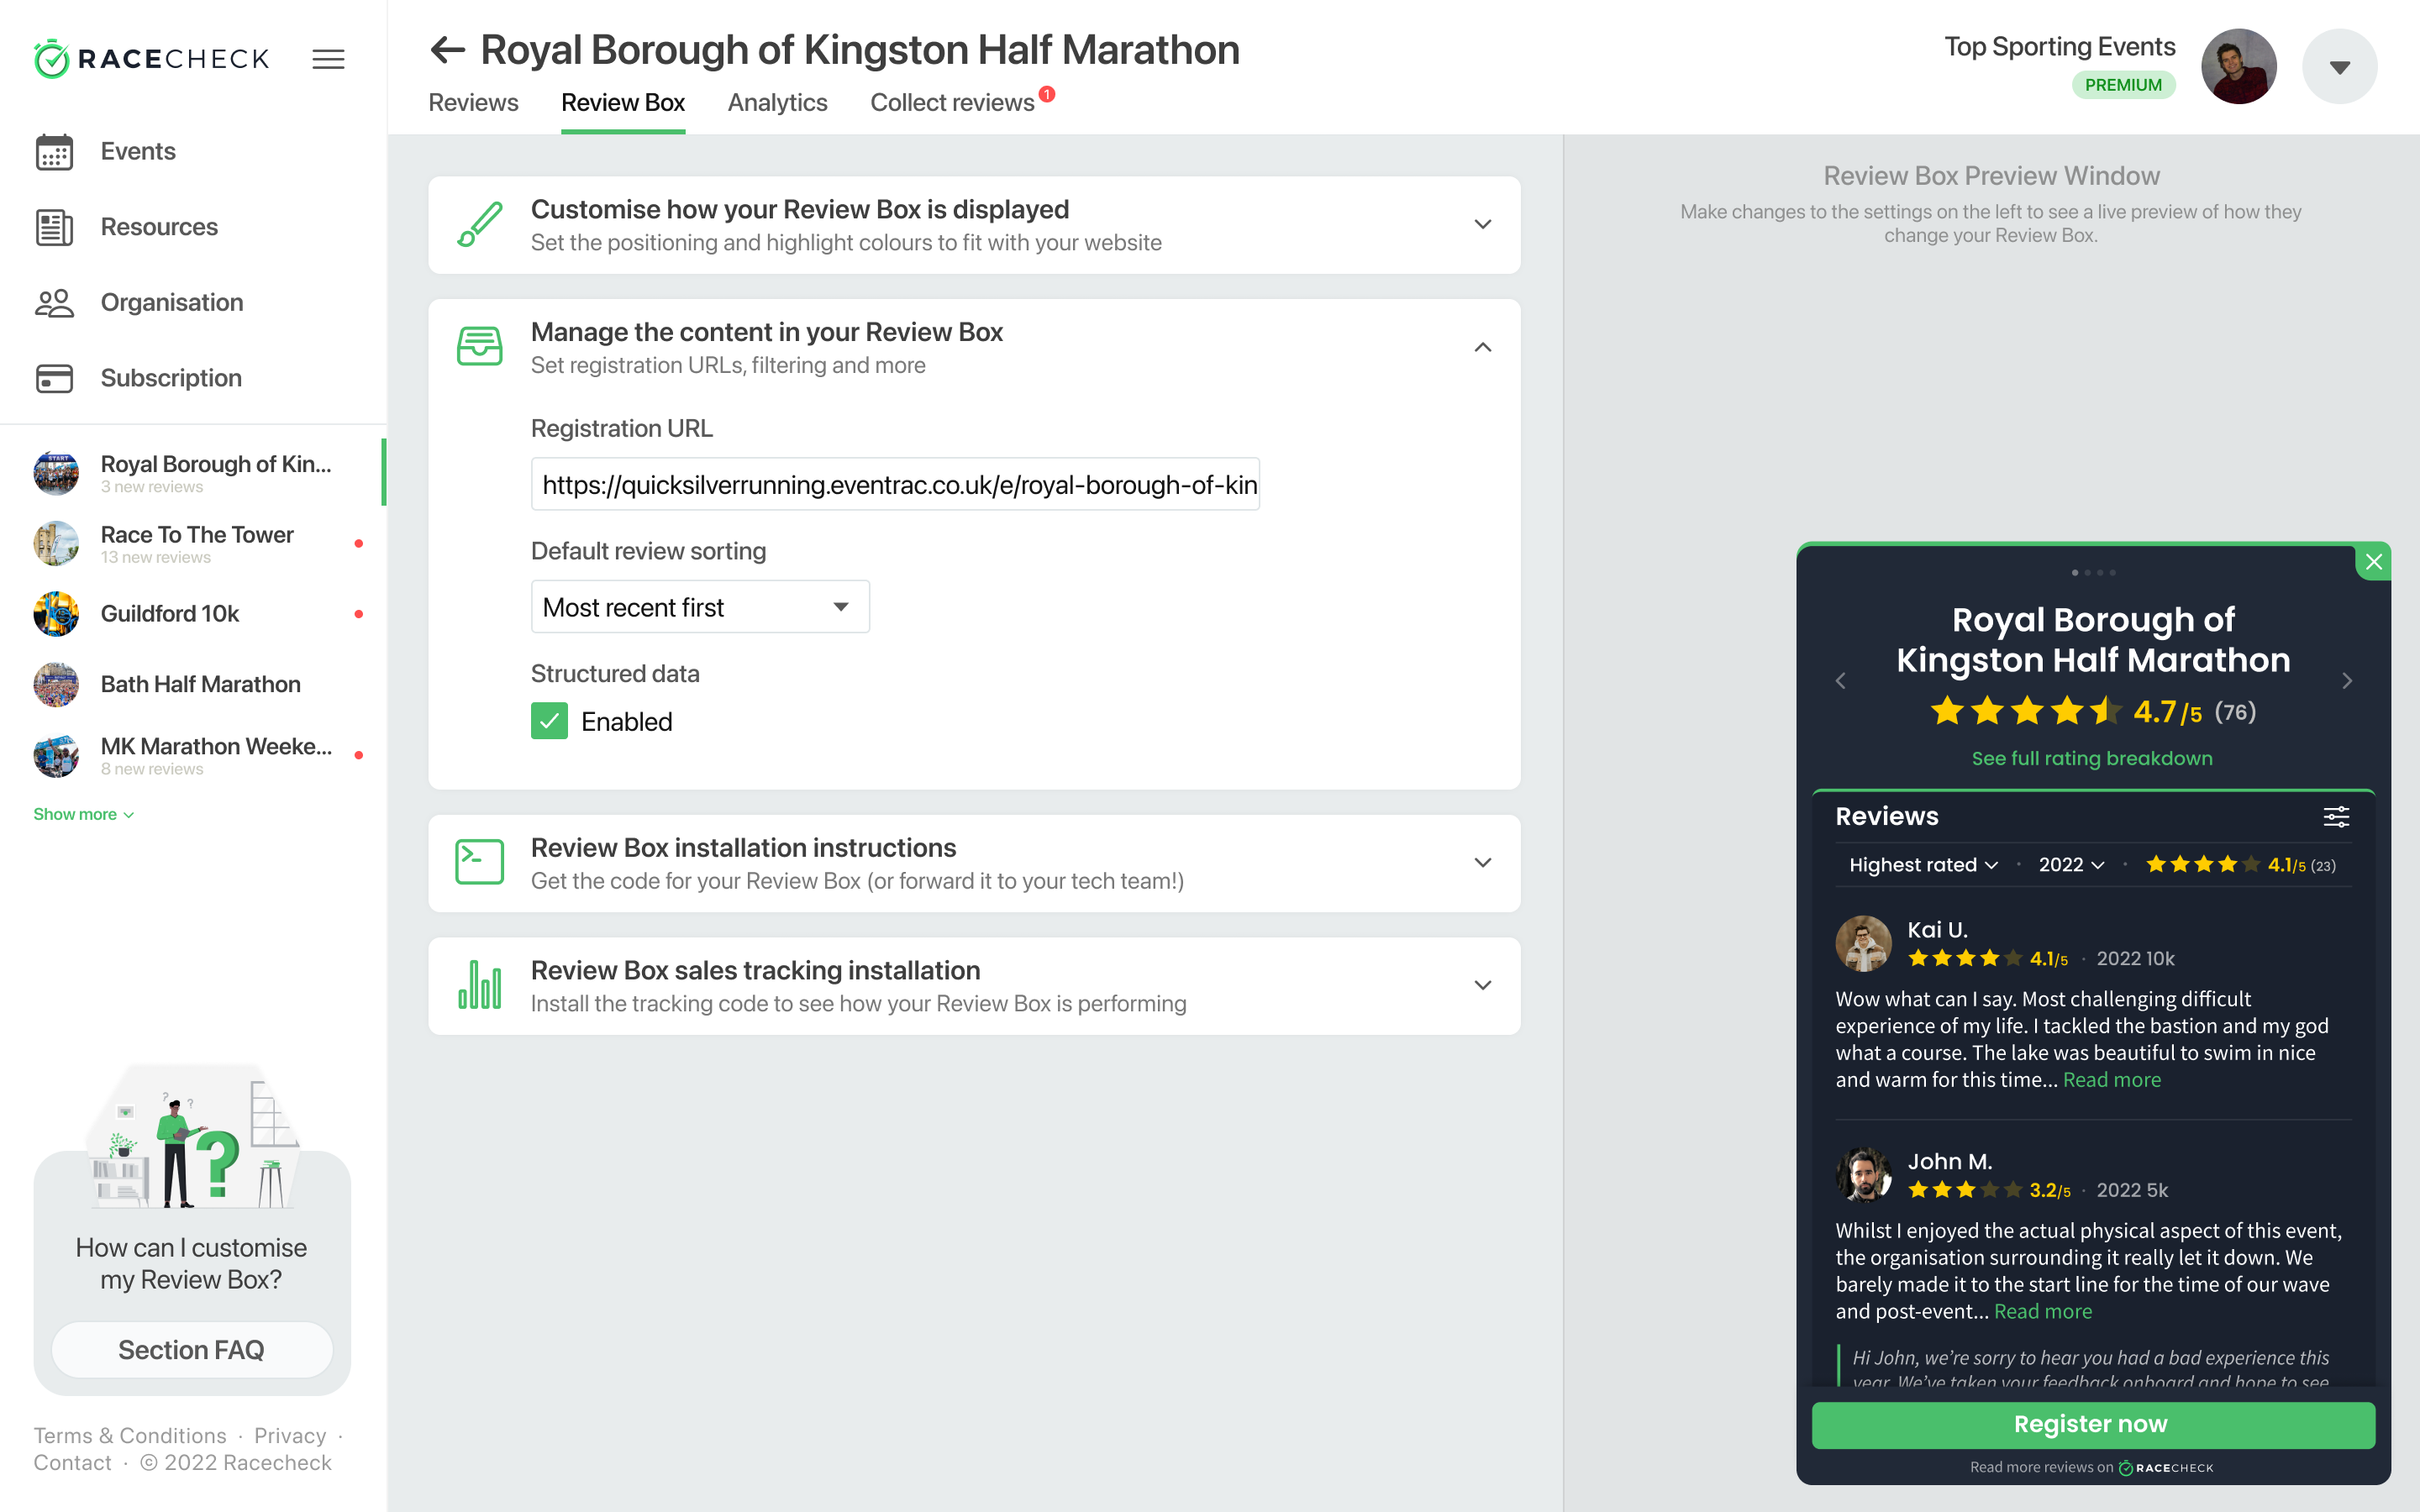 RACECHECK
Events
Resources
Organisation
Subscription
Royal Borough of Kin...
3 new reviews
Race To The Tower
13 new reviews
Guildford 10k
Bath Half Marathon
MK Marathon Weeke...
8 new reviews
Show more
? ?
?
How can I customise
my Review Box?
Section FAQ
Terms & Conditions · Privacy ·
Contact · © 2022 Racecheck
Royal Borough of Kingston Half Marathon
Reviews Review Box Analytics Collect reviews 1
Top Sporting Events
PREMIUM
Customise how your Review Box is displayed
Set the positioning and highlight colours to fit with your website
Manage the content in your Review Box
Set registration URLs, filtering and more
Registration URL
https://quicksilverrunning.eventrac.co.uk/e/royal-borough-of-kin
Default review sorting
Most recent first
Structured data
Enabled
Review Box installation instructions
Get the code for your Review Box (or forward it to your tech team!)
Review Box sales tracking installation
Install the tracking code to see how your Review Box is performing
Review Box Preview Window
Make changes to the settings on the left to see a live preview of how they
change your Review Box.
Royal Borough of
Kingston Half Marathon
4.7/5 (76)
See full rating breakdown
Reviews
Highest rated · 2022 · 4.1/5 (23)
Kai U.
4.1/5 · 2022 10k
Wow what can I say. Most challenging difficult
experience of my life. I tackled the bastion and my god
what a course. The lake was beautiful to swim in nice
and warm for this time... Read more
John M.
3.2/5 · 2022 5k
Whilst I enjoyed the actual physical aspect of this event,
the organisation surrounding it really let it down. We
barely made it to the start line for the time of our wave
and post-event... Read more
Hi John, we're sorry to hear you had a bad experience this
year. We've taken your feedback onboard and hope to see
Register now
Read more reviews on RACECHECK